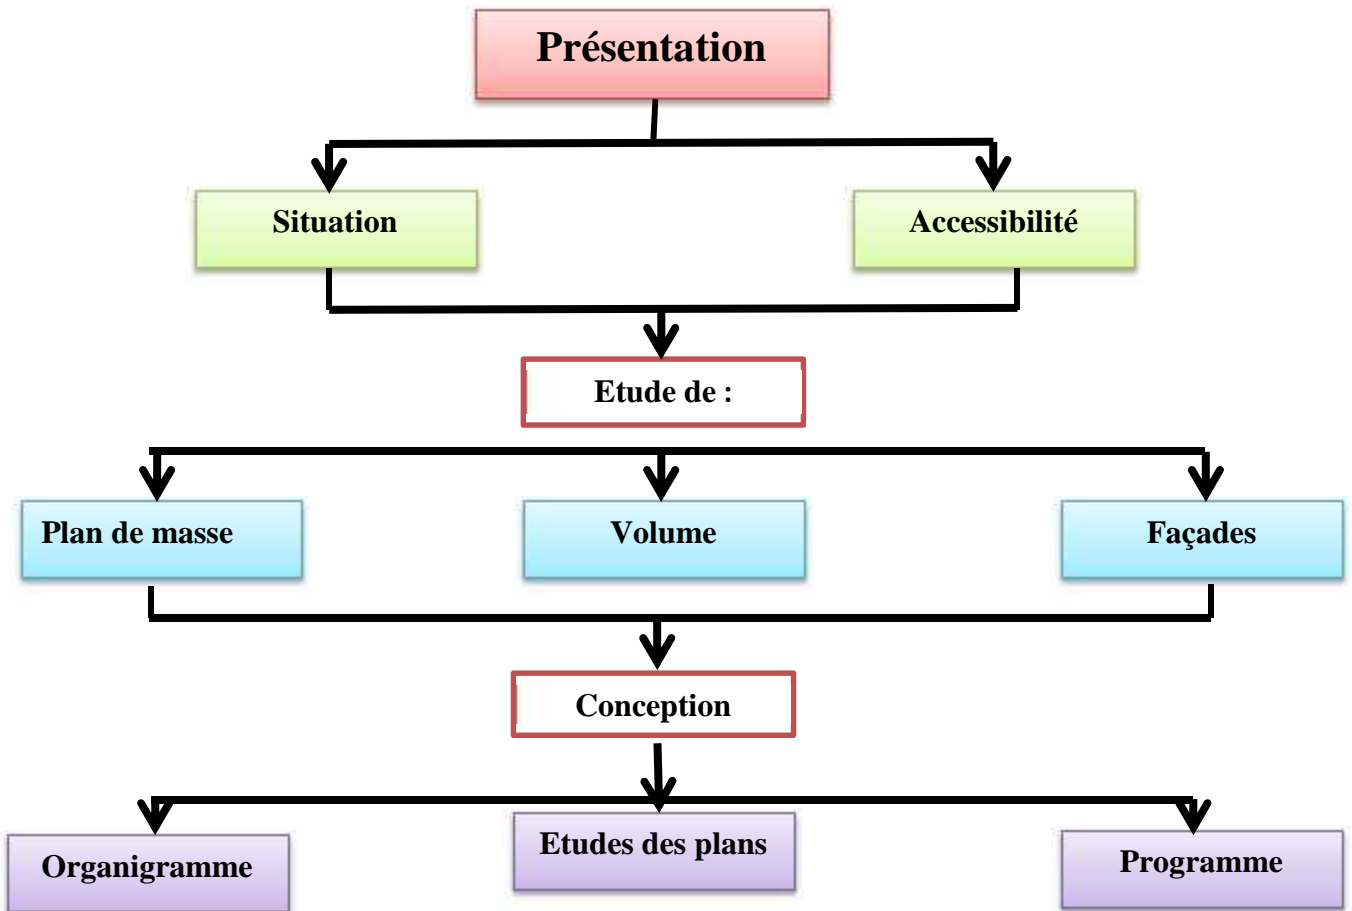 Présentation
Situation
Accessibilité
Etude de :
Plan de masse
Volume
Façades
Conception
Organigramme
Etudes des plans
Programme